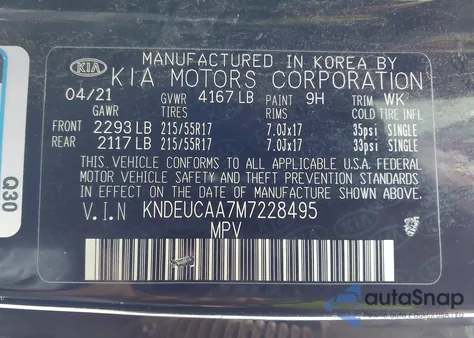 MANUFACTURED IN KOREA BY
KIA KIA MOTORS CORPORATION
04/21 GVWR 4167 LB PAINT 9H TRIM WK
GAWR TIRES RIMS COLD TIRE INFL
FRONT 2293 LB 215/55R17 7.0Jx17 35psi SINGLE
REAR 2117 LB 215/55R17 7.0Jx17 33psi SINGLE
THIS VEHICLE CONFORMS TO ALL APPLICABLE U.S.A. FEDERAL
MOTOR VEHICLE SAFETY AND THEFT PREVENTION STANDARDS
IN EFFECT ON THE DATE OF MANUFACTURE SHOWN ABOVE.
V.I.N KNDEUCAA7M7228495
MPV
Q30
autoSnap